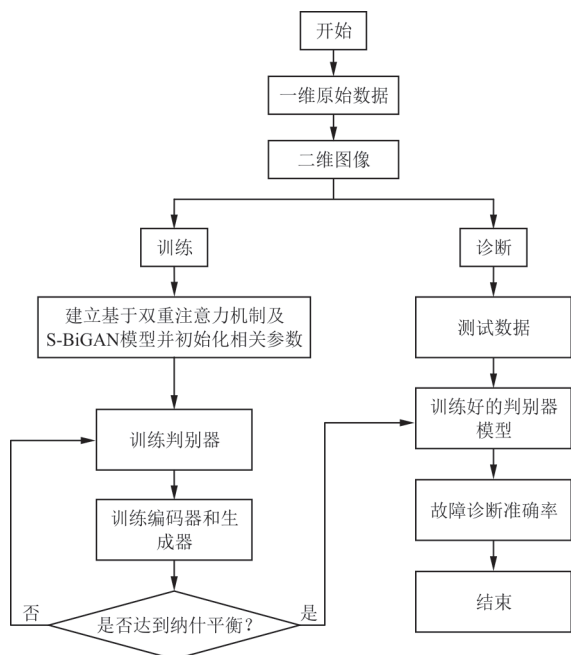 开始
一维原始数据
二维图像
训练
诊断
建立基于双重注意力机制及
S-BiGAN模型并初始化相关参数
测试数据
训练判别器
训练好的判别器
模型
训练编码器和生
成器
故障诊断准确率
否
是否达到纳什平衡？
是
结束